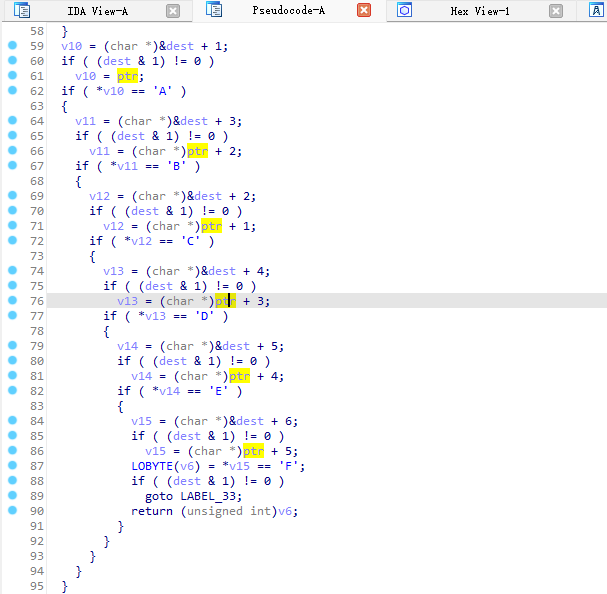 IDA View-A Pseudocode-A Hex View-1
58 }
59 v10 = (char *)&dest + 1;
60 if ( (dest & 1) != 0 )
61 v10 = ptr;
62 if ( *v10 == 'A' )
63 {
64 v11 = (char *)&dest + 3;
65 if ( (dest & 1) != 0 )
66 v11 = (char *)ptr + 2;
67 if ( *v11 == 'B' )
68 {
69 v12 = (char *)&dest + 2;
70 if ( (dest & 1) != 0 )
71 v12 = (char *)ptr + 1;
72 if ( *v12 == 'C' )
73 {
74 v13 = (char *)&dest + 4;
75 if ( (dest & 1) != 0 )
76 v13 = (char *)ptr + 3;
77 if ( *v13 == 'D' )
78 {
79 v14 = (char *)&dest + 5;
80 if ( (dest & 1) != 0 )
81 v14 = (char *)ptr + 4;
82 if ( *v14 == 'E' )
83 {
84 v15 = (char *)&dest + 6;
85 if ( (dest & 1) != 0 )
86 v15 = (char *)ptr + 5;
87 LOBYTE(v6) = *v15 == 'F';
88 if ( (dest & 1) != 0 )
89 goto LABEL_33;
90 return (unsigned int)v6;
91 }
92 }
93 }
94 }
95 }